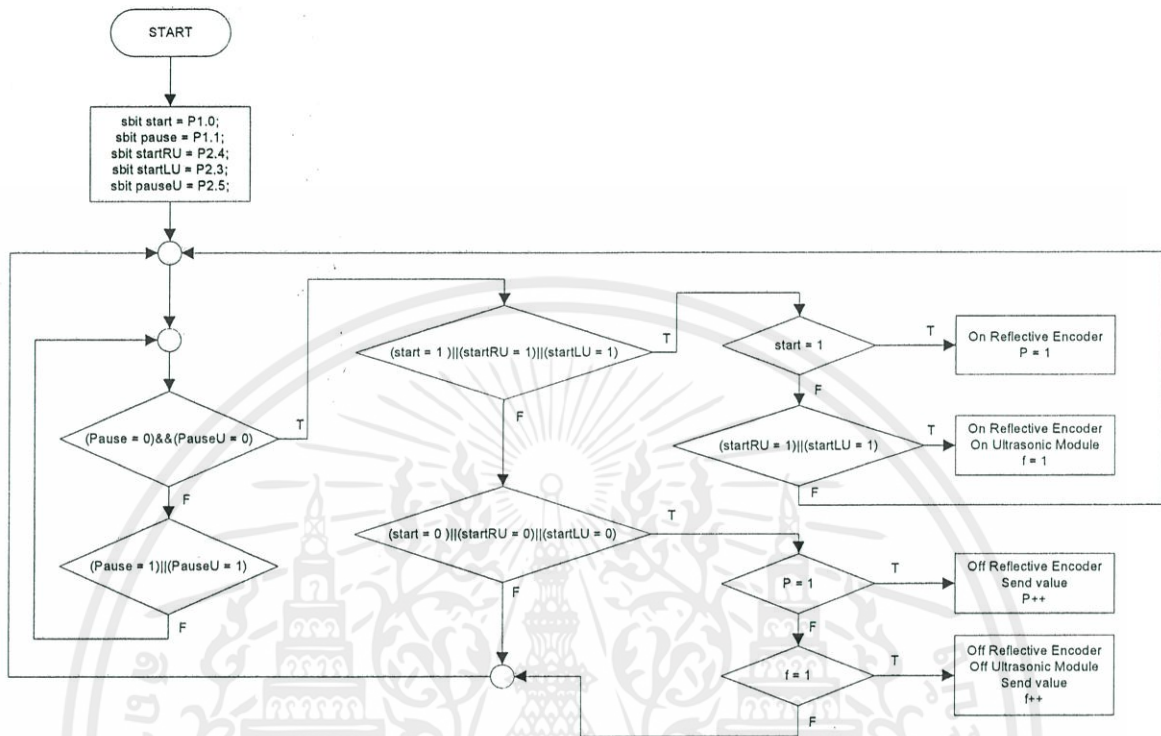 START
sbit start = P1.0;
sbit pause = P1.1;
sbit startRU = P2.4;
sbit startLU = P2.3;
sbit pauseU = P2.5;
(Pause = 0)&&(PauseU = 0)
T
F
(Pause = 1)||(PauseU = 1)
F
(start = 1 )||(startRU = 1)||(startLU = 1)
T
F
(start = 0 )||(startRU = 0)||(startLU = 0)
T
F
start = 1
T
F
On Reflective Encoder
P = 1
(startRU = 1)||(startLU = 1)
T
F
On Reflective Encoder
On Ultrasonic Module
f = 1
P = 1
T
F
Off Reflective Encoder
Send value
P++
f = 1
T
F
Off Reflective Encoder
Off Ultrasonic Module
Send value
f++